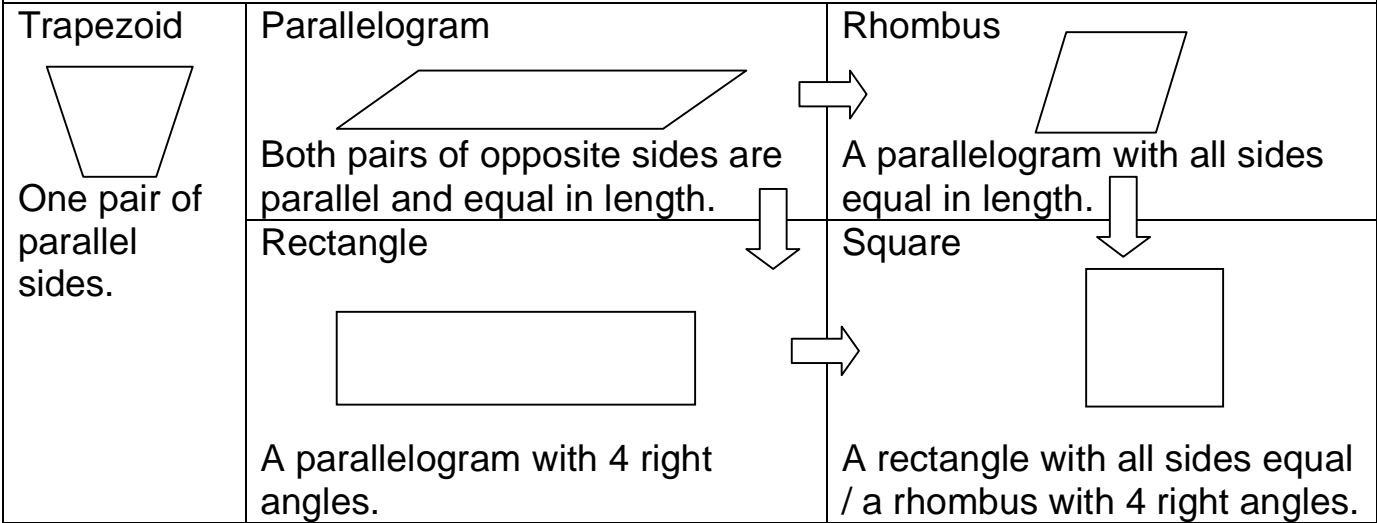 Trapezoid
One pair of
parallel
sides.
Parallelogram
Both pairs of opposite sides are
parallel and equal in length.
Rhombus
A parallelogram with all sides
equal in length.
Rectangle
A parallelogram with 4 right
angles.
Square
A rectangle with all sides equal
/ a rhombus with 4 right angles.